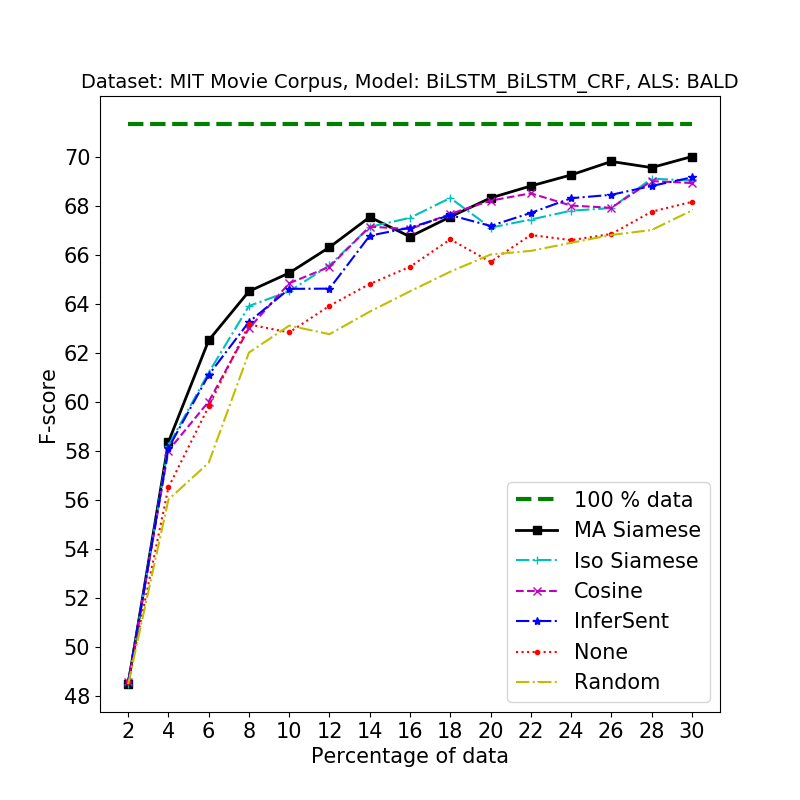 Dataset: MIT Movie Corpus, Model: BiLSTM_BiLSTM_CRF, ALS: BALD
70
68
66
64
62
60
58
56
54
52
50
48
F-score
100 % data
MA Siamese
Iso Siamese
Cosine
InferSent
None
Random
2 4 6 8 10 12 14 16 18 20 22 24 26 28 30
Percentage of data